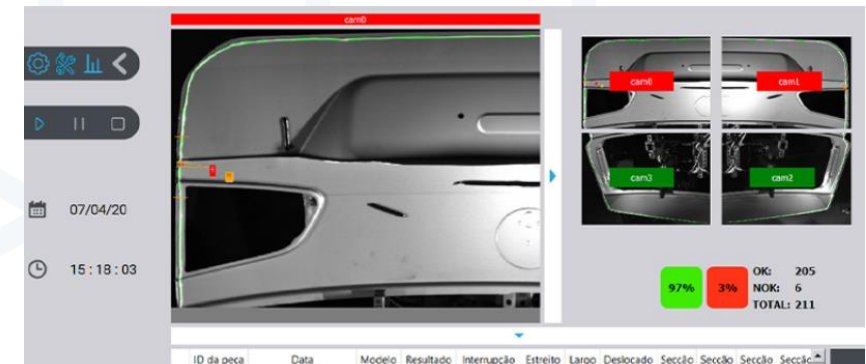 cam0
cam0
cam1
cam3
cam2
07/04/20
15:18:03
97%
3%
OK: 205
NOK: 6
TOTAL: 211
ID da peça Data Modelo Resultado Interrupção Estreito Largo Deslocado Secção Secção Secção Secção